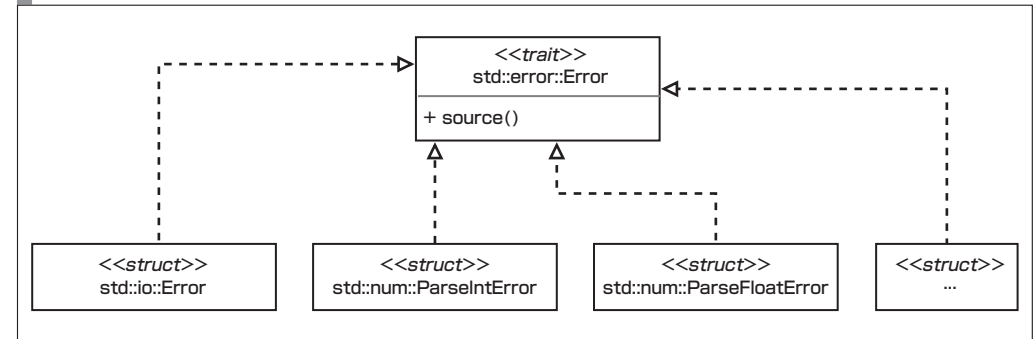 <<trait>>
std::error::Error
+ source()
<<struct>>
std::io::Error
<<struct>>
std::num::ParseIntError
<<struct>>
std::num::ParseFloatError
<<struct>>
...